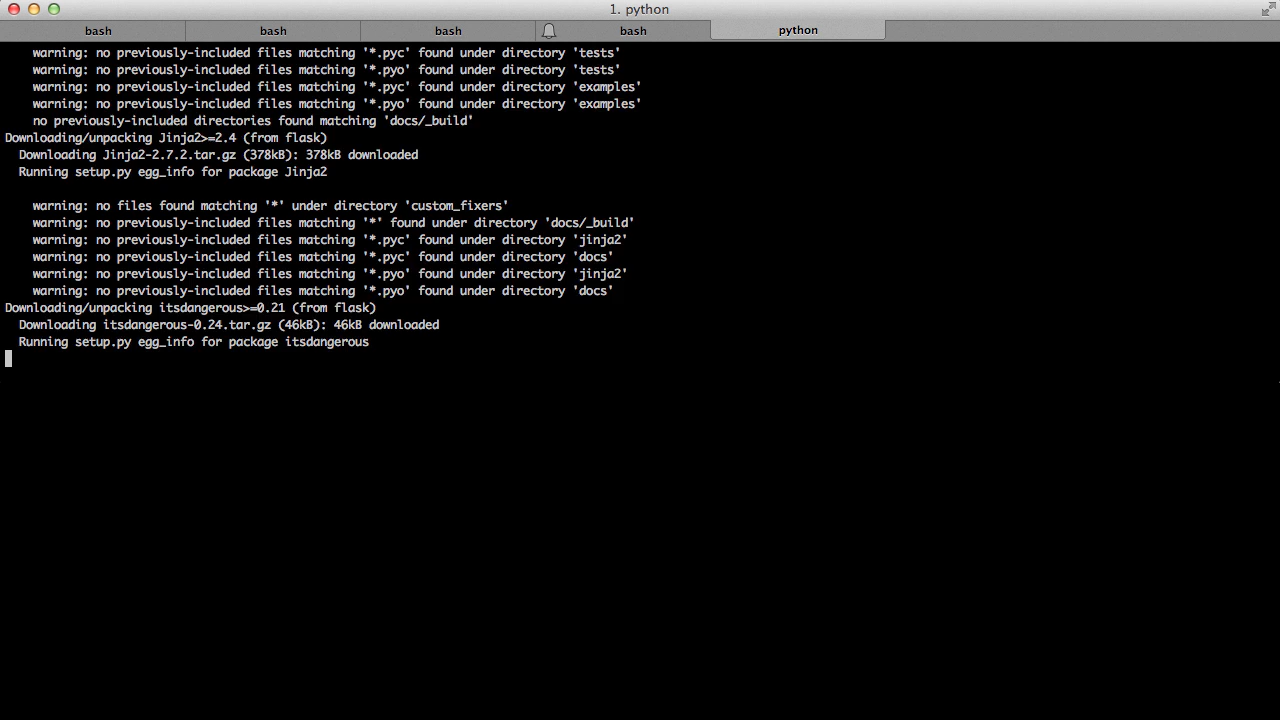 1. python
bash bash bash bash python
warning: no previously-included files matching '*.pyc' found under directory 'tests'
warning: no previously-included files matching '*.pyo' found under directory 'tests'
warning: no previously-included files matching '*.pyc' found under directory 'examples'
warning: no previously-included files matching '*.pyo' found under directory 'examples'
no previously-included directories found matching 'docs/_build'
Downloading/unpacking Jinja2>=2.4 (from flask)
Downloading Jinja2-2.7.2.tar.gz (378kB): 378kB downloaded
Running setup.py egg_info for package Jinja2
warning: no files found matching '*' under directory 'custom_fixers'
warning: no previously-included files matching '*' found under directory 'docs/_build'
warning: no previously-included files matching '*.pyc' found under directory 'jinja2'
warning: no previously-included files matching '*.pyc' found under directory 'docs'
warning: no previously-included files matching '*.pyo' found under directory 'jinja2'
warning: no previously-included files matching '*.pyo' found under directory 'docs'
Downloading/unpacking itsdangerous>=0.21 (from flask)
Downloading itsdangerous-0.24.tar.gz (46kB): 46kB downloaded
Running setup.py egg_info for package itsdangerous